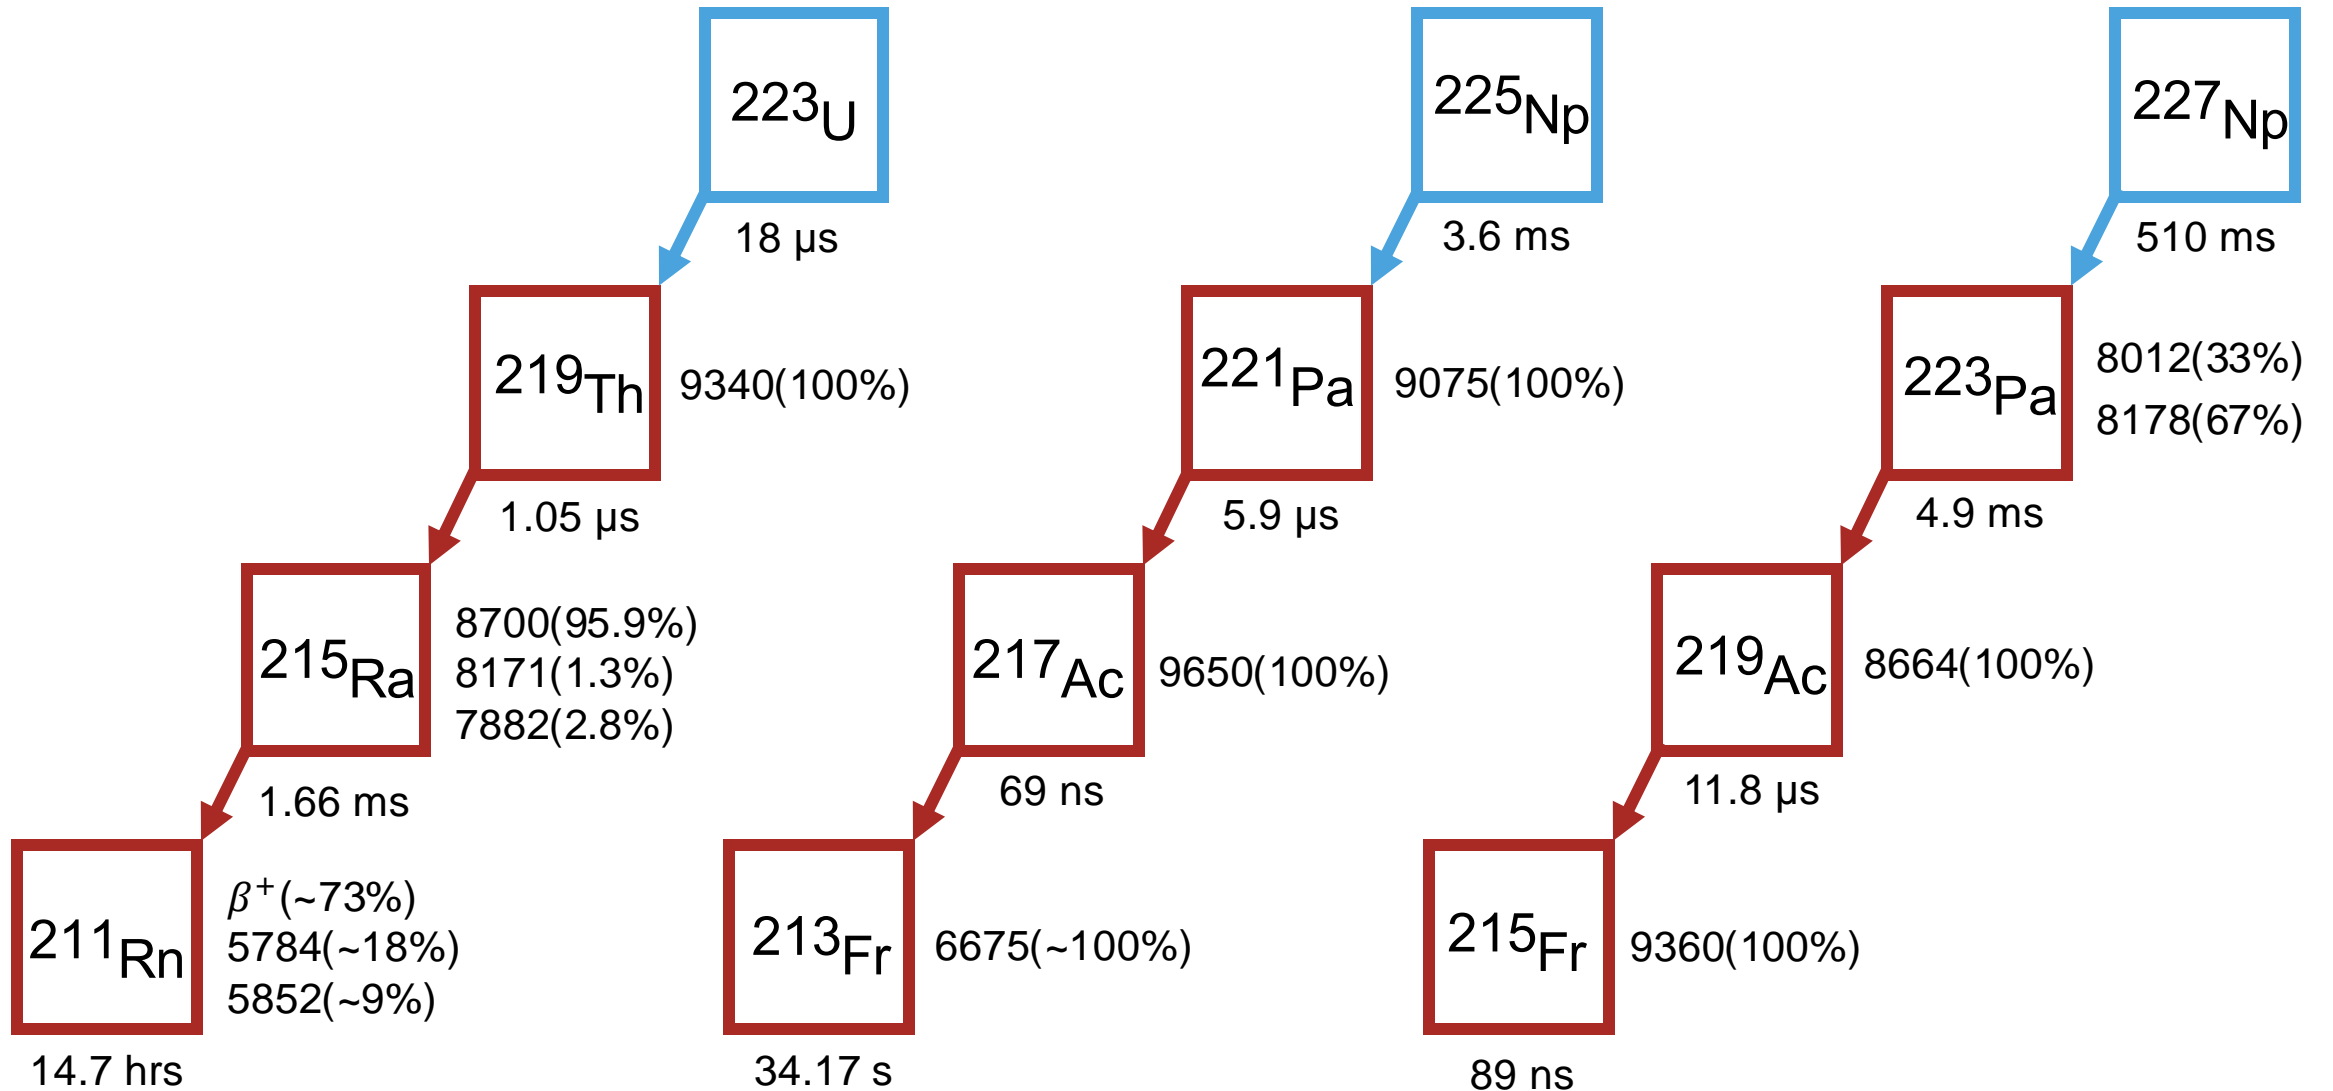 ²²³U
18 µs
²¹⁹Th
9340(100%)
1.05 µs
²¹⁵Ra
8700(95.9%)
8171(1.3%)
7882(2.8%)
1.66 ms
²¹¹Rn
β⁺(~73%)
5784(~18%)
5852(~9%)
14.7 hrs
²²⁵Np
3.6 ms
²²¹Pa
9075(100%)
5.9 µs
²¹⁷Ac
9650(100%)
69 ns
²¹³Fr
6675(~100%)
34.17 s
²²⁷Np
510 ms
²²³Pa
8012(33%)
8178(67%)
4.9 ms
²¹⁹Ac
8664(100%)
11.8 µs
²¹⁵Fr
9360(100%)
89 ns